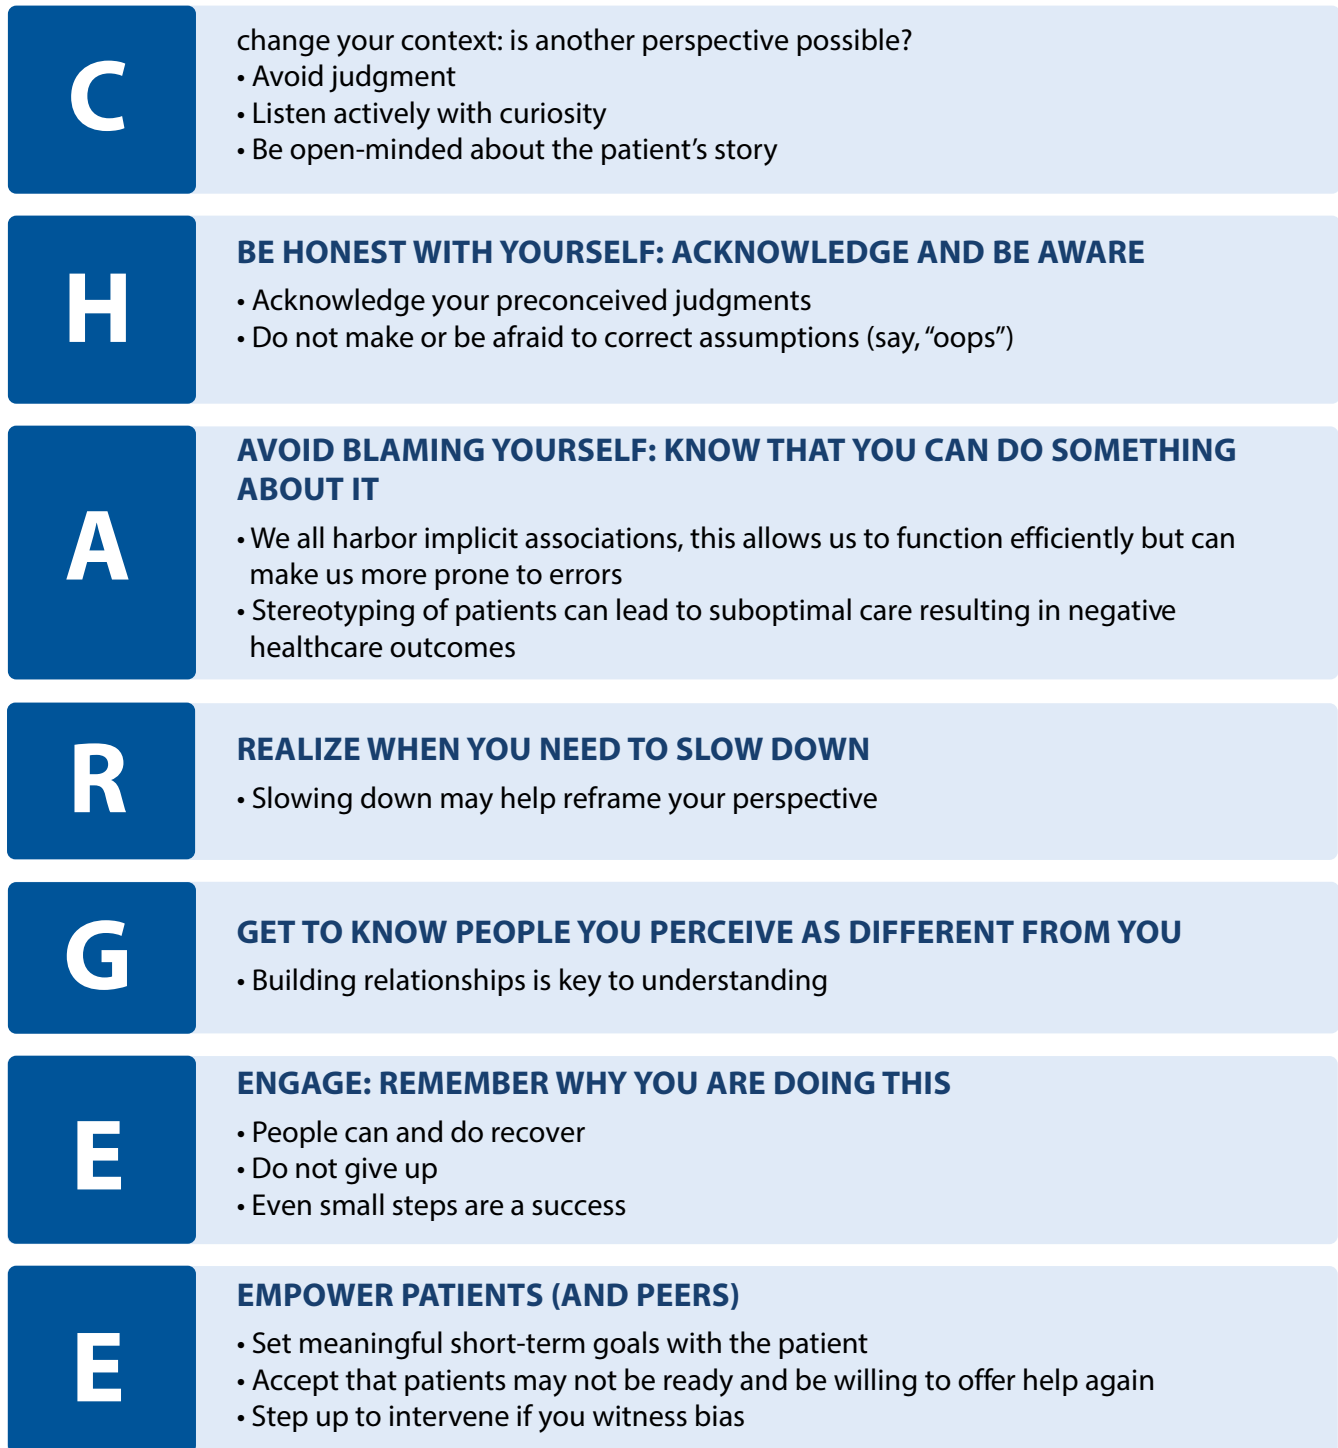 C
change your context: is another perspective possible?
• Avoid judgment
• Listen actively with curiosity
• Be open-minded about the patient’s story
H
BE HONEST WITH YOURSELF: ACKNOWLEDGE AND BE AWARE
• Acknowledge your preconceived judgments
• Do not make or be afraid to correct assumptions (say, “oops”)
A
AVOID BLAMING YOURSELF: KNOW THAT YOU CAN DO SOMETHING
ABOUT IT
• We all harbor implicit associations, this allows us to function efficiently but can
make us more prone to errors
• Stereotyping of patients can lead to suboptimal care resulting in negative
healthcare outcomes
R
REALIZE WHEN YOU NEED TO SLOW DOWN
• Slowing down may help reframe your perspective
G
GET TO KNOW PEOPLE YOU PERCEIVE AS DIFFERENT FROM YOU
• Building relationships is key to understanding
E
ENGAGE: REMEMBER WHY YOU ARE DOING THIS
• People can and do recover
• Do not give up
• Even small steps are a success
E
EMPOWER PATIENTS (AND PEERS)
• Set meaningful short-term goals with the patient
• Accept that patients may not be ready and be willing to offer help again
• Step up to intervene if you witness bias